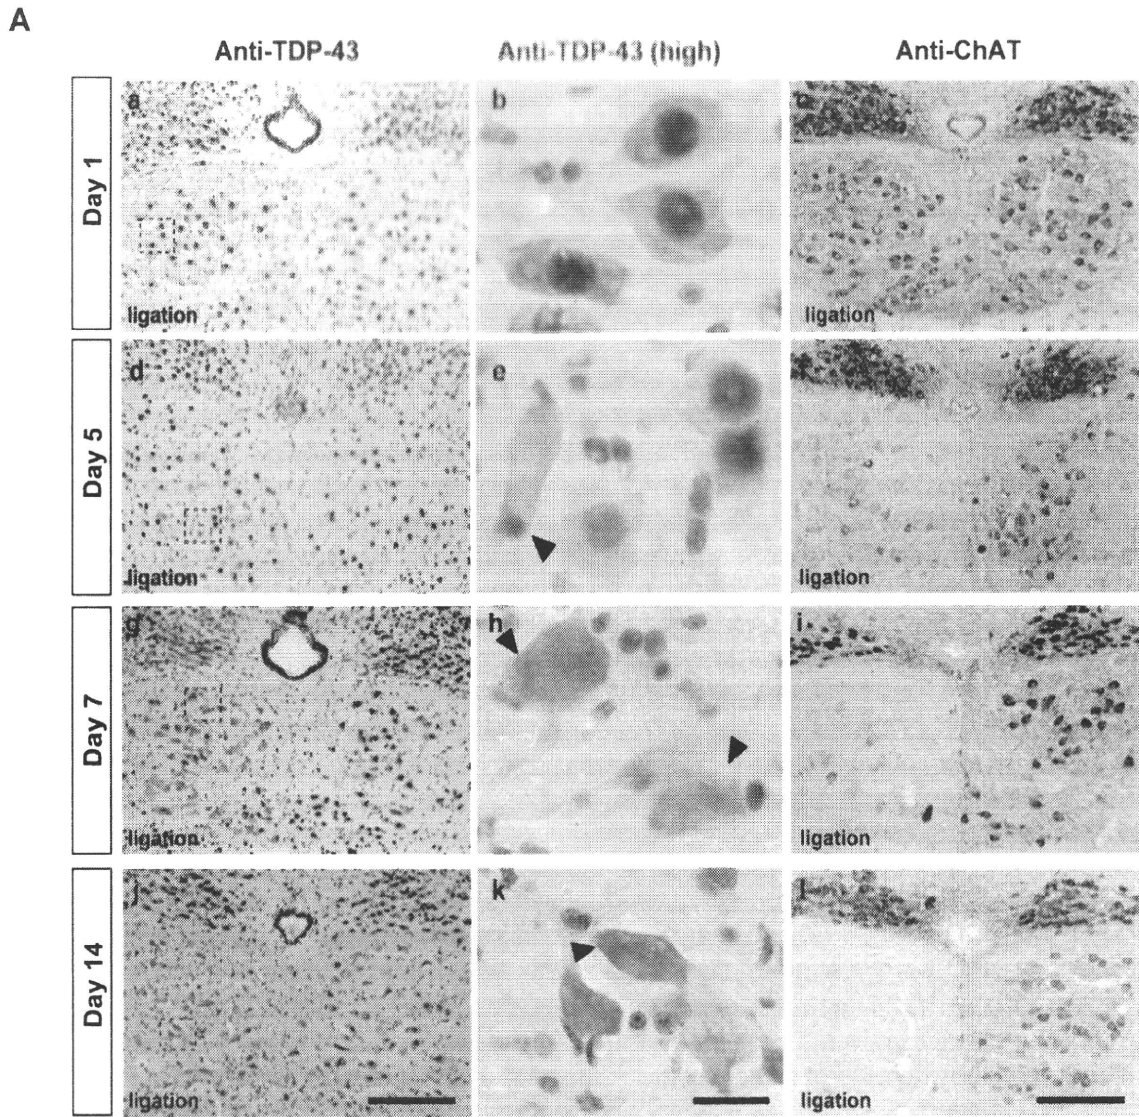 A
Anti-TDP-43 Anti-TDP-43 (high) Anti-ChAT
Day 1
a b c
ligation ligation
Day 5
d e
ligation ligation
Day 7
g h i
ligation ligation
Day 14
j k l
ligation ligation